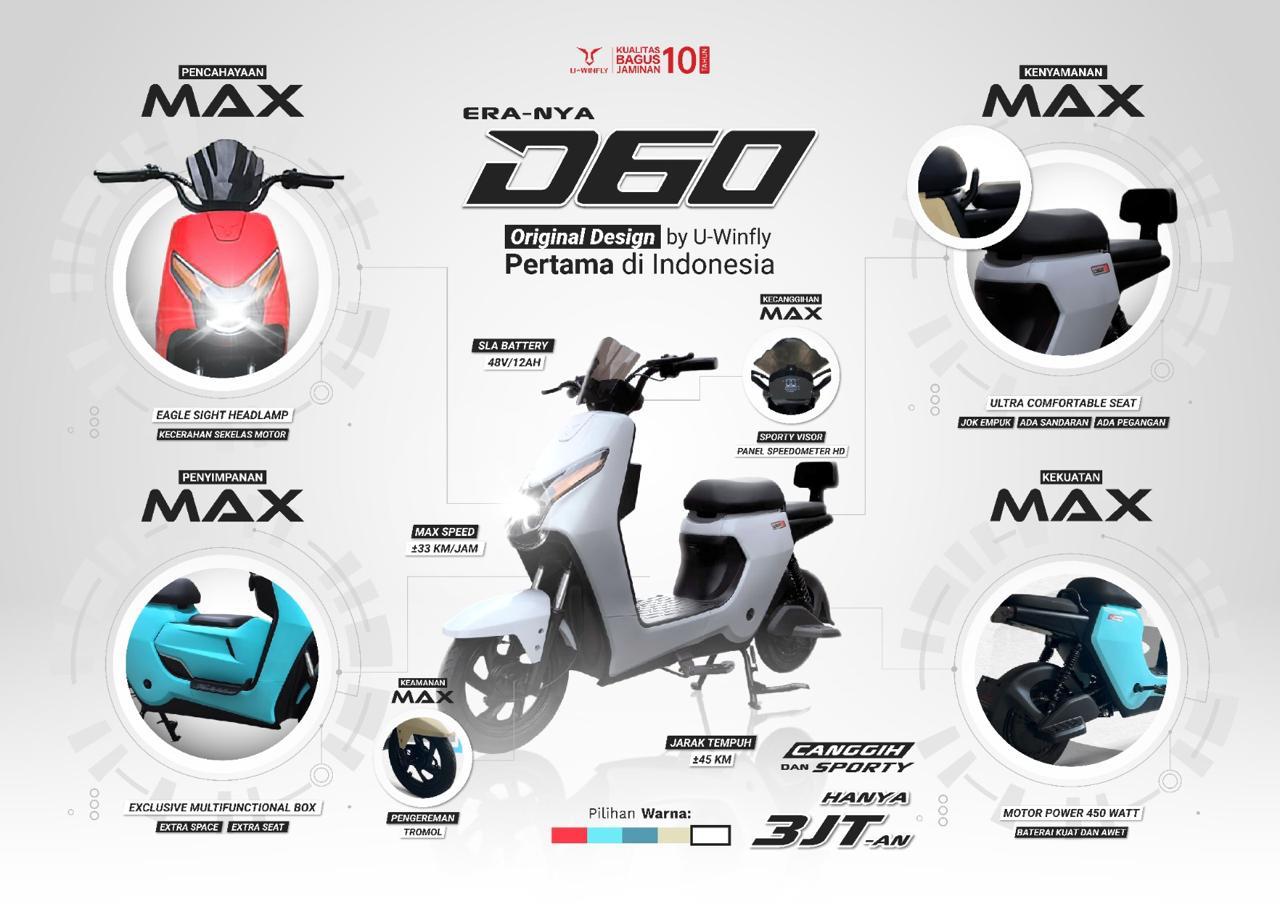 U-WINFLY
KUALITAS
BAGUS
JAMINAN
10
TAHUN
ERA-NYA
D60
Original Design by U-Winfly
Pertama di Indonesia
PENCAHAYAAN
MAX
EAGLE SIGHT HEADLAMP
KECERAHAN SEKELAS MOTOR
KENYAMANAN
MAX
ULTRA COMFORTABLE SEAT
JOK EMPUK ADA SANDARAN ADA PEGANGAN
KECANGGIHAN
MAX
SPORTY VISOR
PANEL SPEEDOMETER HD
SLA BATTERY
48V/12AH
MAX SPEED
±33 KM/JAM
PENYIMPANAN
MAX
EXCLUSIVE MULTIFUNCTIONAL BOX
EXTRA SPACE EXTRA SEAT
KEKUATAN
MAX
MOTOR POWER 450 WATT
BATERAI KUAT DAN AWET
KEAMANAN
MAX
PENGEREMAN
TROMOL
JARAK TEMPUH
±45 KM
CANGGIH
DAN SPORTY
Pilihan Warna:
HANYA
3JT-AN